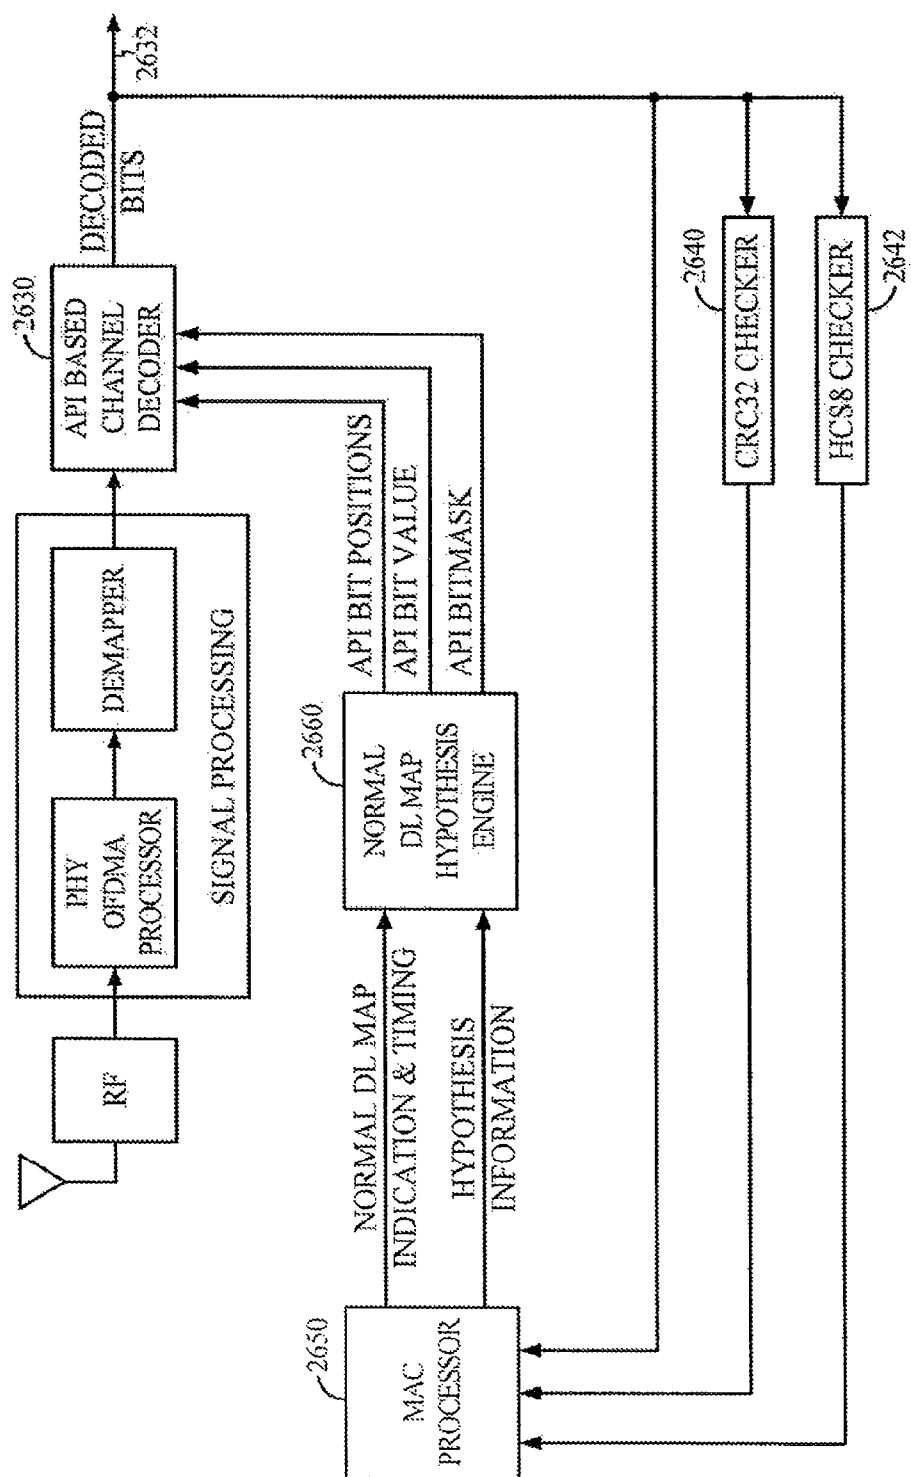 RF
PHY
OFDMA
PROCESSOR
DEMAPPER
SIGNAL PROCESSING
2630
API BASED
CHANNEL
DECODER
DECODED
BITS
2632
2650
MAC
PROCESSOR
NORMAL DL MAP
INDICATION & TIMING
HYPOTHESIS
INFORMATION
2660
NORMAL
DL MAP
HYPOTHESIS
ENGINE
API BIT POSITIONS
API BIT VALUE
API BITMASK
2640
CRC32 CHECKER
HCS8 CHECKER
2642